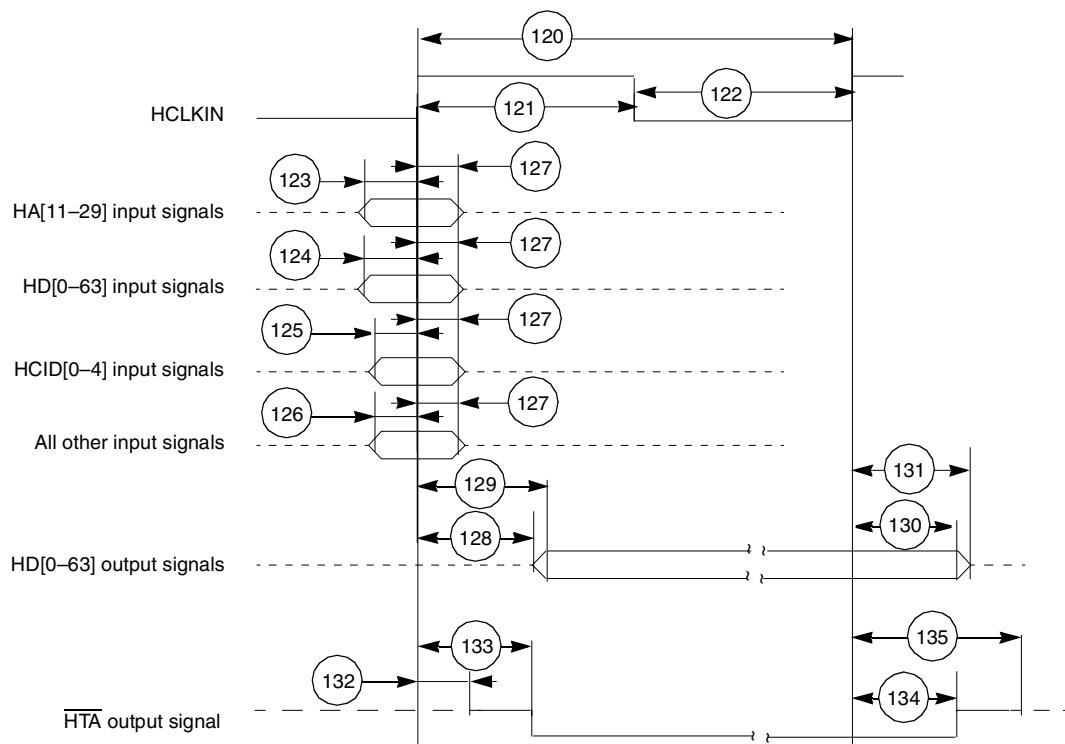 120
121
122
HCLKIN
127
123
HA[11–29] input signals
127
124
HD[0–63] input signals
127
125
HCID[0–4] input signals
127
126
All other input signals
131
129
130
128
HD[0–63] output signals
133
135
132
134
HTA output signal